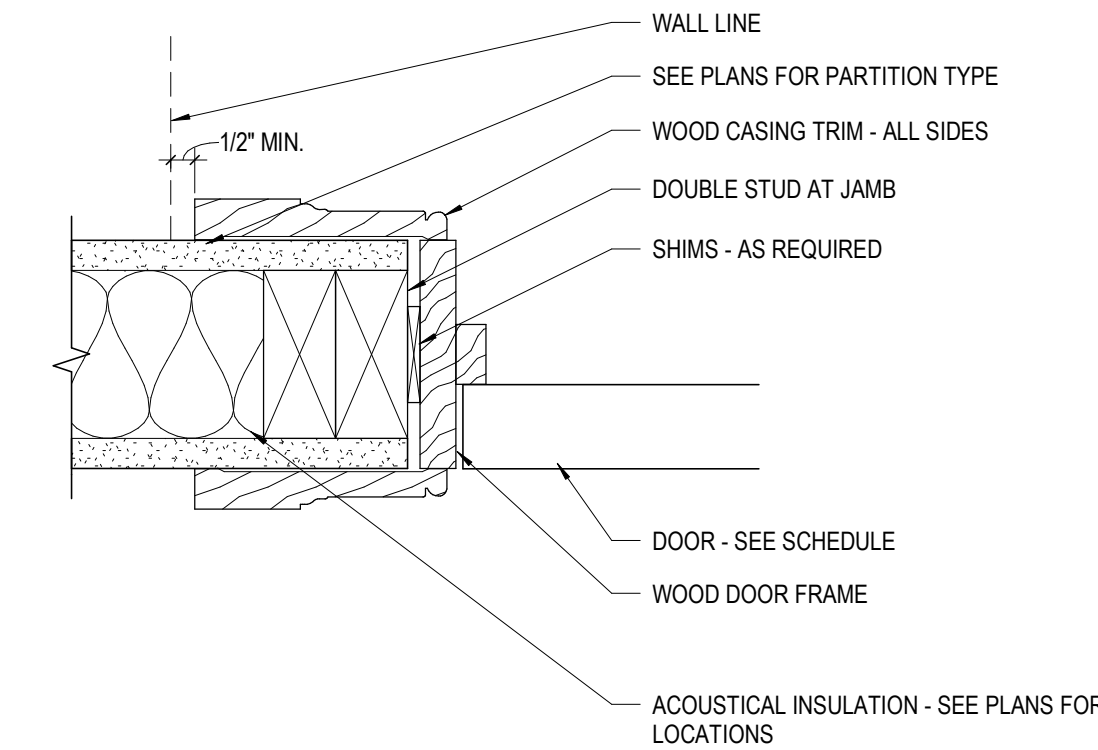 WALL LINE
SEE PLANS FOR PARTITION TYPE
1/2" MIN.
WOOD CASING TRIM - ALL SIDES
DOUBLE STUD AT JAMB
SHIMS - AS REQUIRED
DOOR - SEE SCHEDULE
WOOD DOOR FRAME
ACOUSTICAL INSULATION - SEE PLANS FOR
LOCATIONS